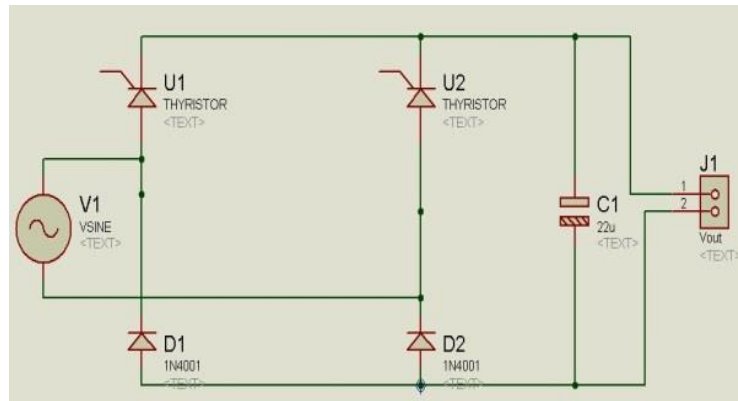 U1
THYRISTOR
<TEXT>
U2
THYRISTOR
<TEXT>
V1
VSINE
<TEXT>
C1
22u
<TEXT>
J1
1
2
Vout
<TEXT>
D1
1N4001
<TEXT>
D2
1N4001
<TEXT>